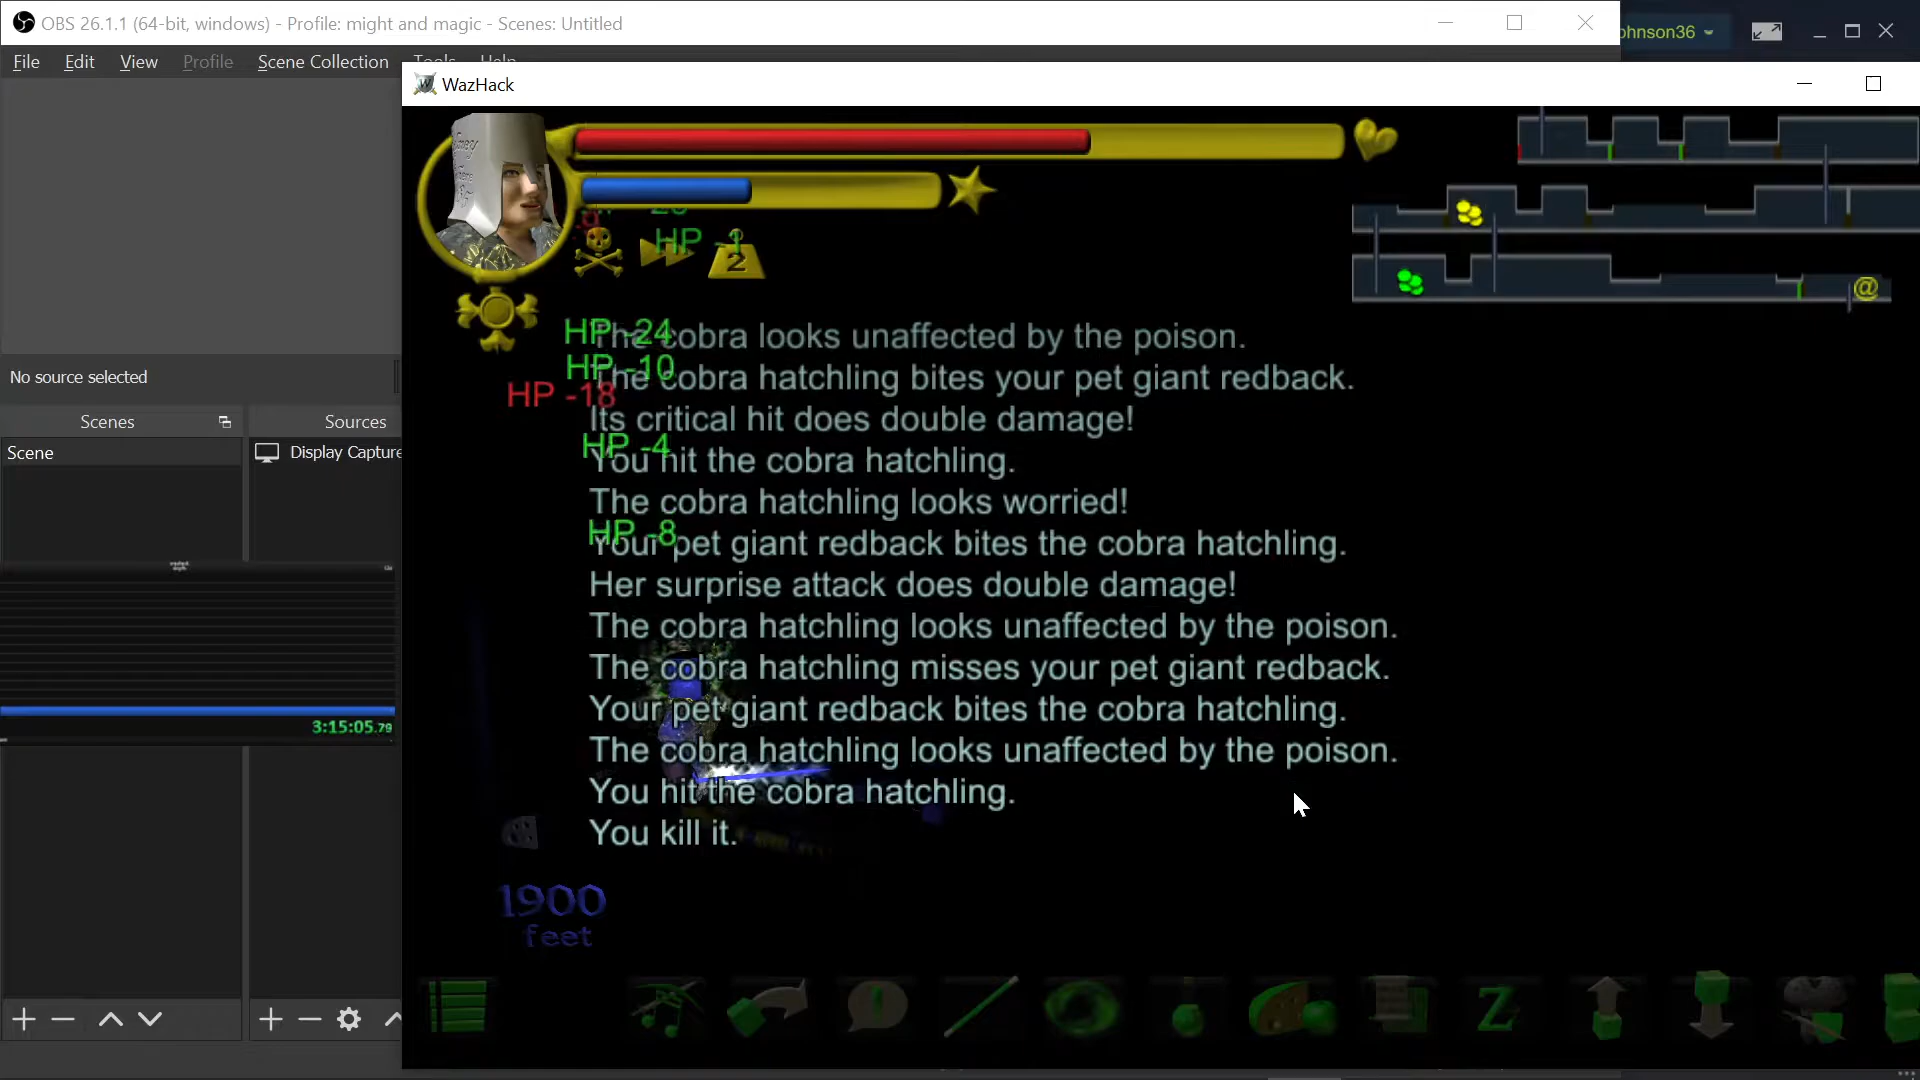 OBS 26.1.1 (64-bit, windows) - Profile: might and magic - Scenes: Untitled
ohnson36
File Edit View Profile Scene Collection Tools Help
WazHack
HP -1
2
HP -24
The cobra looks unaffected by the poison.
HP -10
The cobra hatchling bites your pet giant redback.
HP -18
Its critical hit does double damage!
HP -4
You hit the cobra hatchling.
The cobra hatchling looks worried!
HP -8
Your pet giant redback bites the cobra hatchling.
Her surprise attack does double damage!
The cobra hatchling looks unaffected by the poison.
The cobra hatchling misses your pet giant redback.
Your pet giant redback bites the cobra hatchling.
The cobra hatchling looks unaffected by the poison.
You hit the cobra hatchling.
You kill it.
1900
feet
@
Z
No source selected
Scenes
Sources
Scene
Display Capture
3:15:05.79